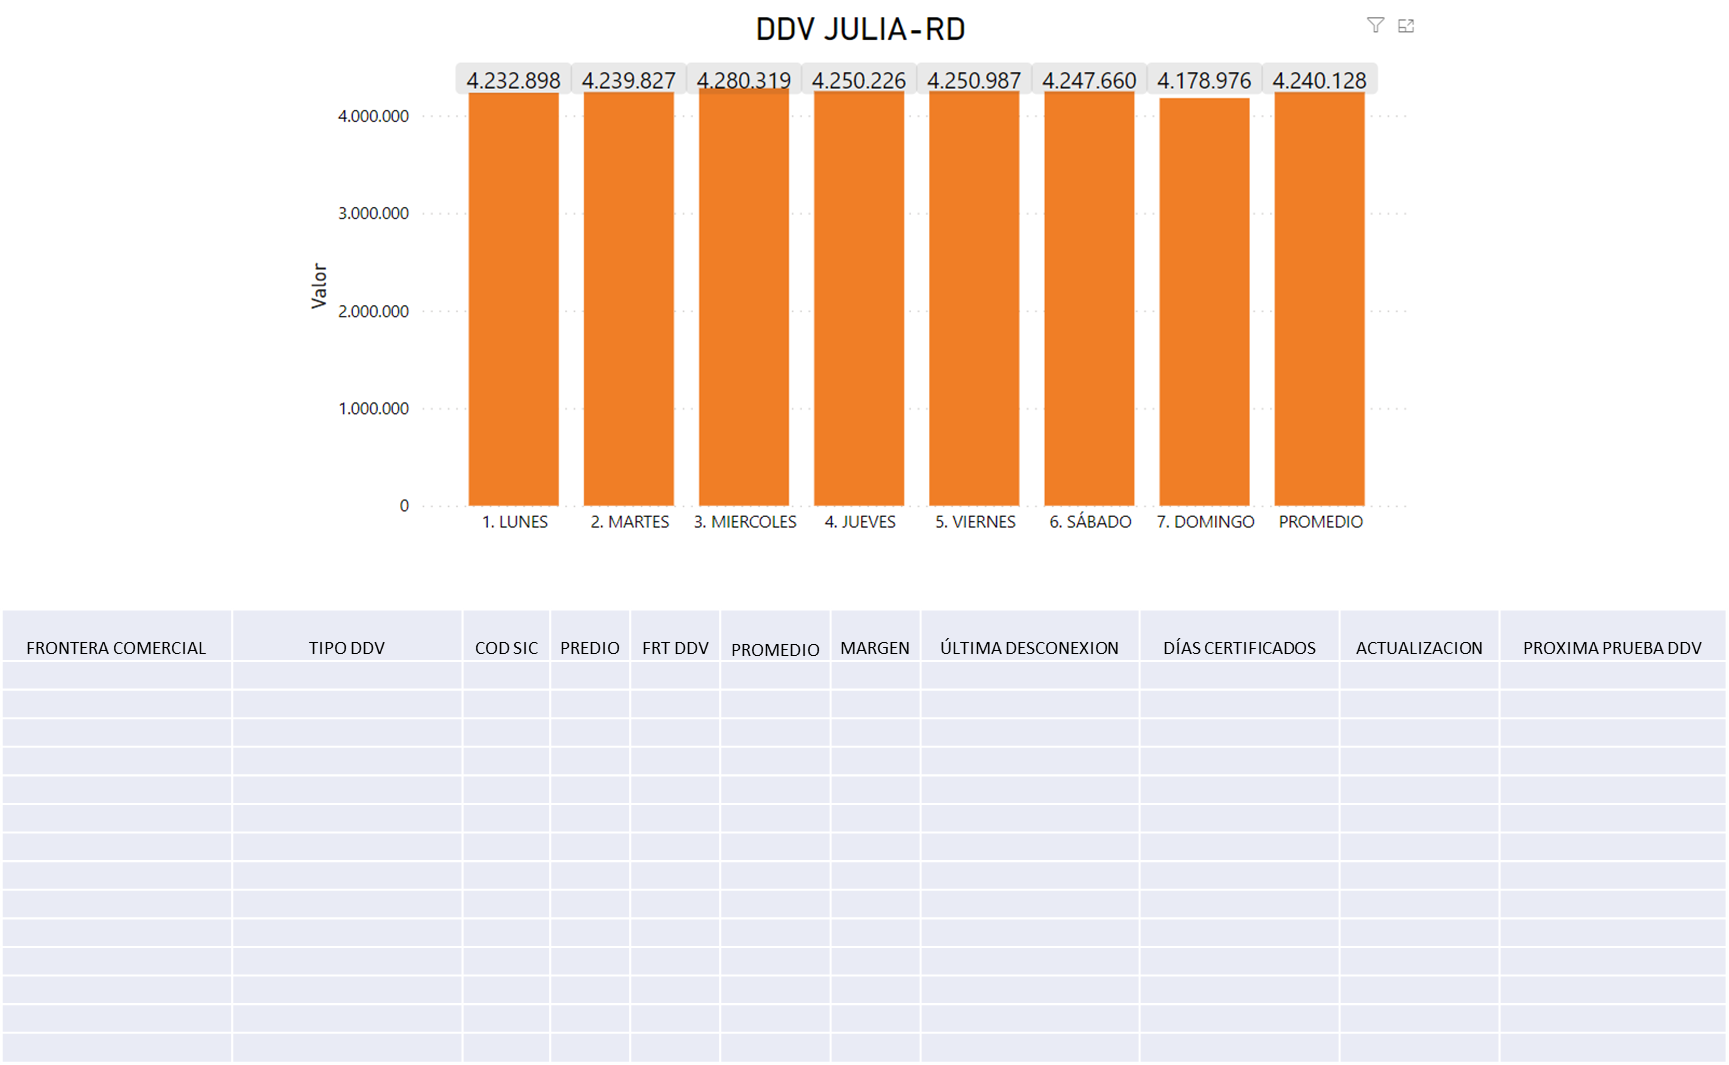 DDV JULIA-RD
4.232.898 4.239.827 4.280.319 4.250.226 4.250.987 4.247.660 4.178.976 4.240.128
4.000.000
3.000.000
Valor
2.000.000
1.000.000
0
1. LUNES 2. MARTES 3. MIERCOLES 4. JUEVES 5. VIERNES 6. SÁBADO 7. DOMINGO PROMEDIO
FRONTERA COMERCIAL TIPO DDV COD SIC PREDIO FRT DDV PROMEDIO MARGEN ÚLTIMA DESCONEXION DÍAS CERTIFICADOS ACTUALIZACION PROXIMA PRUEBA DDV